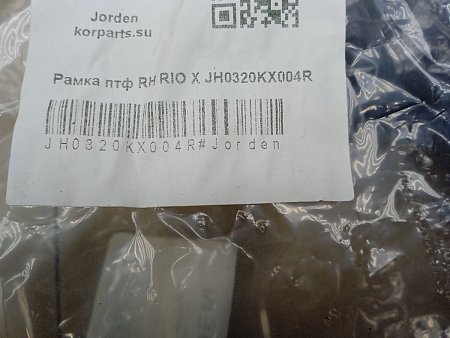 Jorden
korparts.su
Рамка птф RH RIO X JH0320KX004R
JH0320KX004R#Jorden